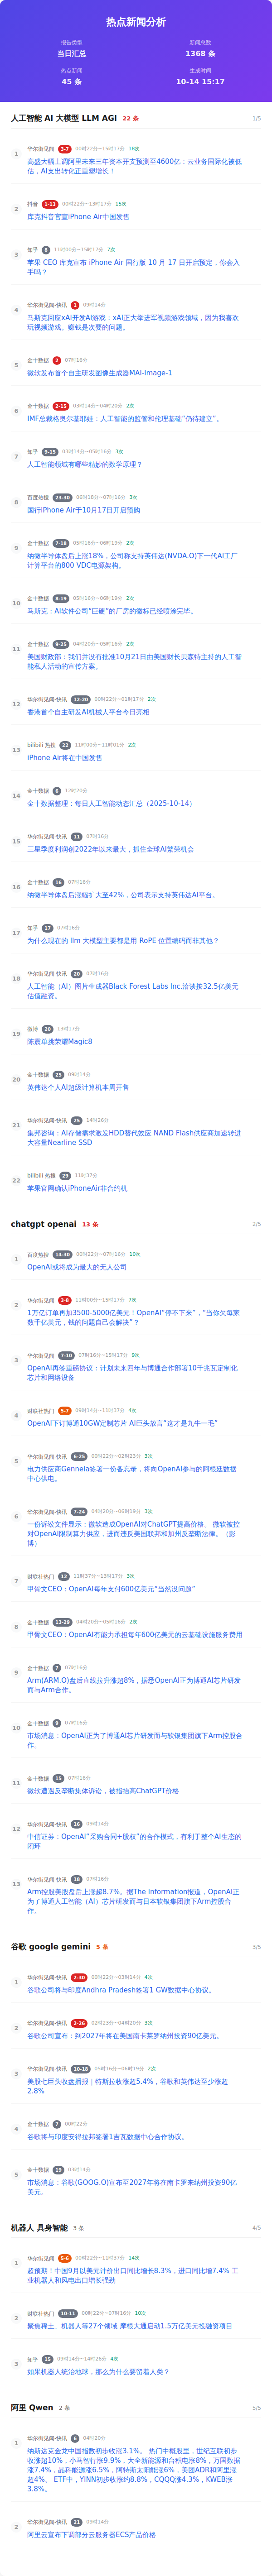 热点新闻分析
报告类型
新闻总数
当日汇总
1368 条
热点新闻
生成时间
45 条
10-14 15:17
人工智能 AI 大模型 LLM AGI 22 条 1/5
1
华尔街见闻 3-7 00时22分~15时17分 18次
高盛大幅上调阿里未来三年资本开支预测至4600亿：云业务国际化被低
估，AI支出转化正重塑增长！
2
抖音 1-13 00时22分~13时17分 15次
库克抖音官宣iPhone Air中国发售
3
知乎 8 11时00分~15时17分 7次
苹果 CEO 库克宣布 iPhone Air 国行版 10 月 17 日开启预定，你会入
手吗？
4
华尔街见闻-快讯 1 09时14分
马斯克回应xAI开发AI游戏：xAI正大举进军视频游戏领域，因为我喜欢
玩视频游戏。赚钱是次要的问题。
5
金十数据 2 07时16分
微软发布首个自主研发图像生成器MAI-Image-1
6
金十数据 2-15 03时14分~04时20分 2次
IMF总裁格奥尔基耶娃：人工智能的监管和伦理基础“仍待建立”。
7
知乎 9-15 03时14分~05时16分 3次
人工智能领域有哪些精妙的数学原理？
8
百度热搜 23-30 06时18分~07时16分 3次
国行iPhone Air于10月17日开启预购
9
金十数据 7-18 05时16分~06时19分 2次
纳微半导体盘后上涨18%，公司称支持英伟达(NVDA.O)下一代AI工厂
计算平台的800 VDC电源架构。
10
金十数据 8-19 05时16分~06时19分 2次
马斯克：AI软件公司“巨硬”的厂房的徽标已经喷涂完毕。
11
金十数据 9-25 04时20分~05时16分 2次
美国财政部：我们并没有批准10月21日由美国财长贝森特主持的人工智
能私人活动的宣传方案。
12
华尔街见闻-快讯 12-20 00时22分~01时17分 2次
香港首个自主研发AI机械人平台今日亮相
13
bilibili 热搜 22 11时00分~11时01分 2次
iPhone Air将在中国发售
14
金十数据 6 12时20分
金十数据整理：每日人工智能动态汇总（2025-10-14）
15
华尔街见闻-快讯 11 07时16分
三星季度利润创2022年以来最大，抓住全球AI繁荣机会
16
金十数据 16 07时16分
纳微半导体盘后涨幅扩大至42%，公司表示支持英伟达AI平台。
17
知乎 17 07时16分
为什么现在的 llm 大模型主要都是用 RoPE 位置编码而非其他？
18
华尔街见闻-快讯 20 07时16分
人工智能（AI）图片生成器Black Forest Labs Inc.洽谈按32.5亿美元
估值融资。
19
微博 20 13时17分
陈震单挑荣耀Magic8
20
金十数据 25 09时14分
英伟达个人AI超级计算机本周开售
21
华尔街见闻-快讯 25 14时26分
集邦咨询：AI存储需求激发HDD替代效应 NAND Flash供应商加速转进
大容量Nearline SSD
22
bilibili 热搜 29 11时37分
苹果官网确认iPhoneAir非合约机
chatgpt openai 13 条 2/5
1
百度热搜 14-30 00时22分~07时16分 10次
OpenAI或将成为最大的无人公司
2
华尔街见闻 3-8 11时00分~15时17分 7次
1万亿订单再加3500-5000亿美元！OpenAI“停不下来”，“当你欠每家
数千亿美元，钱的问题自己会解决”？
3
华尔街见闻 7-10 07时16分~15时17分 9次
OpenAI再签重磅协议：计划未来四年与博通合作部署10千兆瓦定制化
芯片和网络设备
4
财联社热门 5-7 09时14分~11时37分 4次
OpenAI下订博通10GW定制芯片 AI巨头放言“这才是九牛一毛”
5
华尔街见闻-快讯 6-25 00时22分~02时23分 3次
电力供应商Genneia签署一份备忘录，将向OpenAI参与的阿根廷数据
中心供电。
6
华尔街见闻-快讯 7-24 04时20分~06时19分 3次
一份诉讼文件显示：微软造成OpenAI对ChatGPT提高价格。 微软被控
对OpenAI限制算力供应，进而违反美国联邦和加州反垄断法律。（彭
博）
7
财联社热门 12 11时37分~13时17分 3次
甲骨文CEO：OpenAI每年支付600亿美元“当然没问题”
8
金十数据 13-29 04时20分~05时16分 2次
甲骨文CEO：OpenAI有能力承担每年600亿美元的云基础设施服务费用
9
金十数据 7 07时16分
Arm(ARM.O)盘后直线拉升涨超8%，据悉OpenAI正为博通AI芯片研发
而与Arm合作。
10
金十数据 9 07时16分
市场消息：OpenAI正为了博通AI芯片研发而与软银集团旗下Arm控股合
作。
11
金十数据 15 07时16分
微软遭遇反垄断集体诉讼，被指抬高ChatGPT价格
12
华尔街见闻-快讯 16 09时14分
中信证券：OpenAI“采购合同+股权”的合作模式，有利于整个AI生态的
闭环
13
华尔街见闻-快讯 18 07时16分
Arm控股美股盘后上涨8.7%。据The Information报道，OpenAI正
为了博通人工智能（AI）芯片研发而与日本软银集团旗下Arm控股合
作。
谷歌 google gemini 5 条 3/5
1
华尔街见闻-快讯 2-30 00时22分~03时14分 4次
谷歌公司将与印度Andhra Pradesh签署1 GW数据中心协议。
2
华尔街见闻-快讯 2-26 02时23分~04时20分 3次
谷歌公司宣布：到2027年将在美国南卡莱罗纳州投资90亿美元。
3
华尔街见闻-快讯 10-18 05时16分~06时19分 2次
美股七巨头收盘播报｜特斯拉收涨超5.4%，谷歌和英伟达至少涨超
2.8%
4
金十数据 7 00时22分
谷歌将与印度安得拉邦签署1吉瓦数据中心合作协议。
5
金十数据 19 03时14分
市场消息：谷歌(GOOG.O)宣布至2027年将在南卡罗来纳州投资90亿
美元。
机器人 具身智能 3 条 4/5
1
华尔街见闻 5-6 00时22分~11时37分 14次
超预期！中国9月以美元计价出口同比增长8.3%，进口同比增7.4% 工
业机器人和风电出口增长强劲
2
财联社热门 10-11 00时22分~07时16分 10次
聚焦稀土、机器人等27个领域 摩根大通启动1.5万亿美元投融资项目
3
知乎 15 09时14分~14时26分 4次
如果机器人统治地球，那么为什么要留着人类？
阿里 Qwen 2 条 5/5
1
华尔街见闻-快讯 6 04时20分
纳斯达克金龙中国指数初步收涨3.1%。 热门中概股里，世纪互联初步
收涨超10%，小马智行涨9.9%，大全新能源和台积电涨8%，万国数据
涨7.4%，晶科能源涨6.5%，阿特斯太阳能涨6%，美团ADR和阿里涨
超4%。 ETF中，YINN初步收涨约8.8%，CQQQ涨4.3%，KWEB涨
3.8%。
2
华尔街见闻-快讯 21 09时14分
阿里云宣布下调部分云服务器ECS产品价格